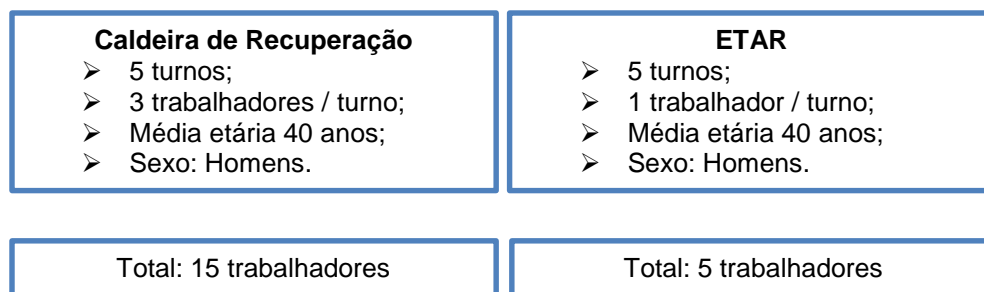 Caldeira de Recuperação
➢ 5 turnos;
➢ 3 trabalhadores / turno;
➢ Média etária 40 anos;
➢ Sexo: Homens.
ETAR
➢ 5 turnos;
➢ 1 trabalhador / turno;
➢ Média etária 40 anos;
➢ Sexo: Homens.
Total: 15 trabalhadores
Total: 5 trabalhadores